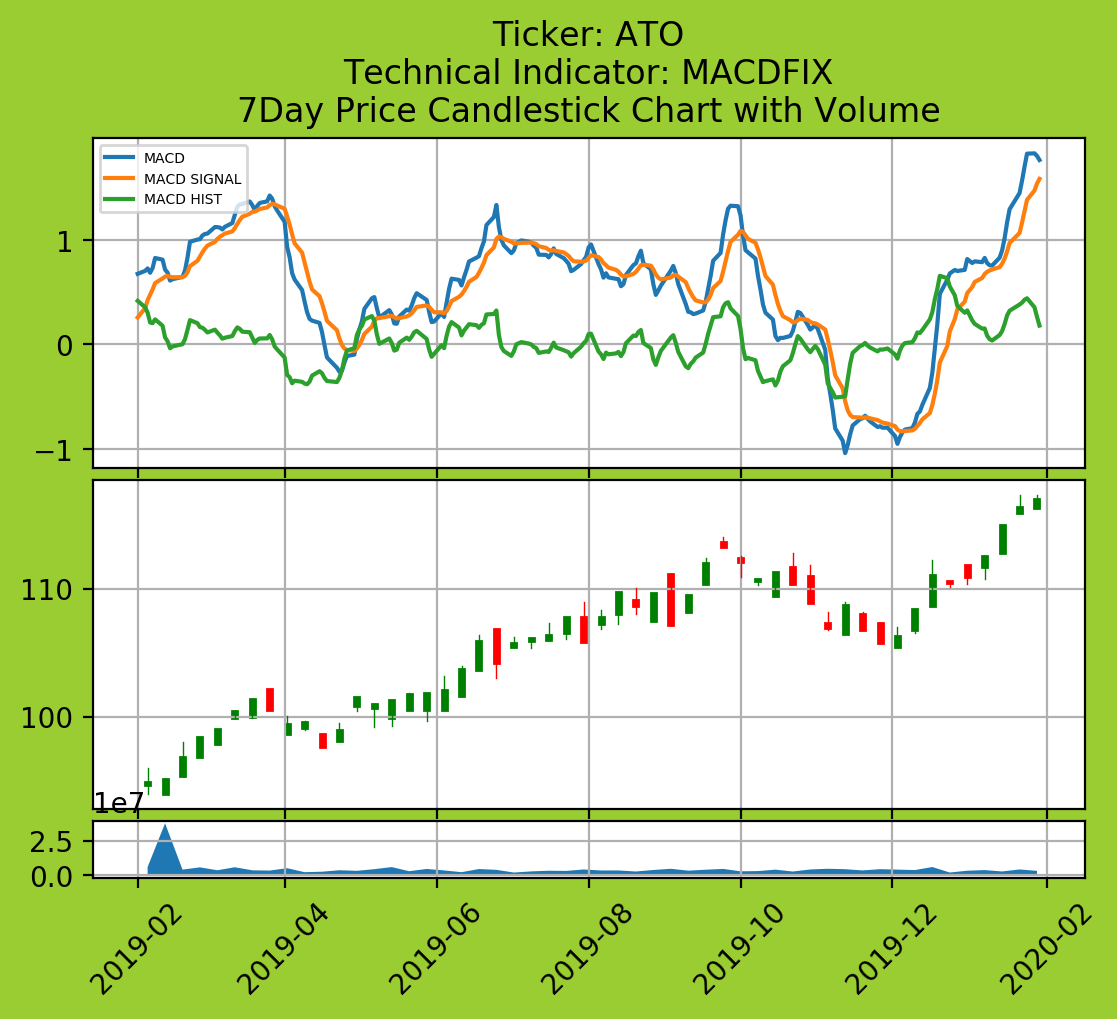 Ticker: ATO
Technical Indicator: MACDFIX
7Day Price Candlestick Chart with Volume
MACD
MACD SIGNAL
MACD HIST
1
0
−1
110
100
1e7
2.5
0.0
2019-02
2019-04
2019-06
2019-08
2019-10
2019-12
2020-02